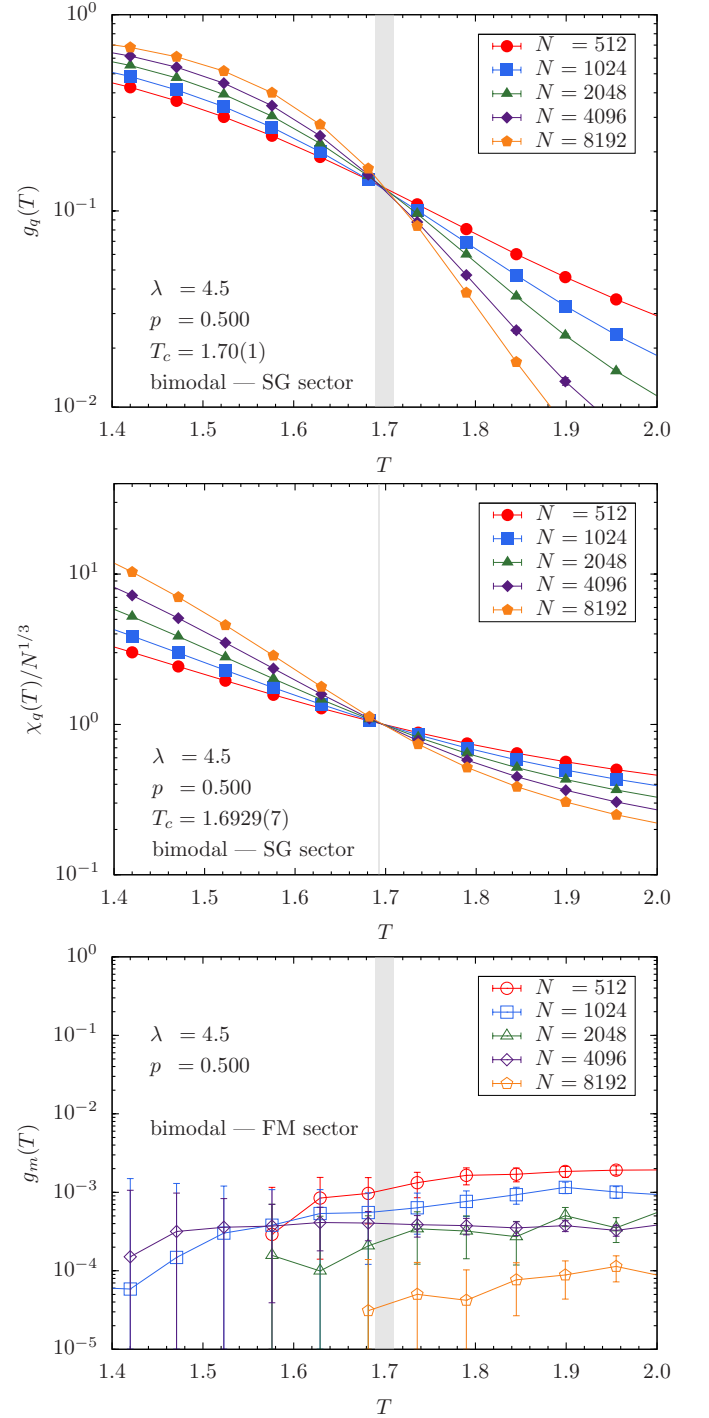 10^0
10^{-1}
10^{-2}
g_q(T)
N = 512
N = 1024
N = 2048
N = 4096
N = 8192
λ = 4.5
p = 0.500
T_c = 1.70(1)
bimodal — SG sector
1.4 1.5 1.6 1.7 1.8 1.9 2.0
T
10^1
10^0
10^{-1}
χ_q(T)/N^{1/3}
N = 512
N = 1024
N = 2048
N = 4096
N = 8192
λ = 4.5
p = 0.500
T_c = 1.6929(7)
bimodal — SG sector
1.4 1.5 1.6 1.7 1.8 1.9 2.0
T
10^0
10^{-1}
10^{-2}
10^{-3}
10^{-4}
10^{-5}
g_m(T)
N = 512
N = 1024
N = 2048
N = 4096
N = 8192
λ = 4.5
p = 0.500
bimodal — FM sector
1.4 1.5 1.6 1.7 1.8 1.9 2.0
T